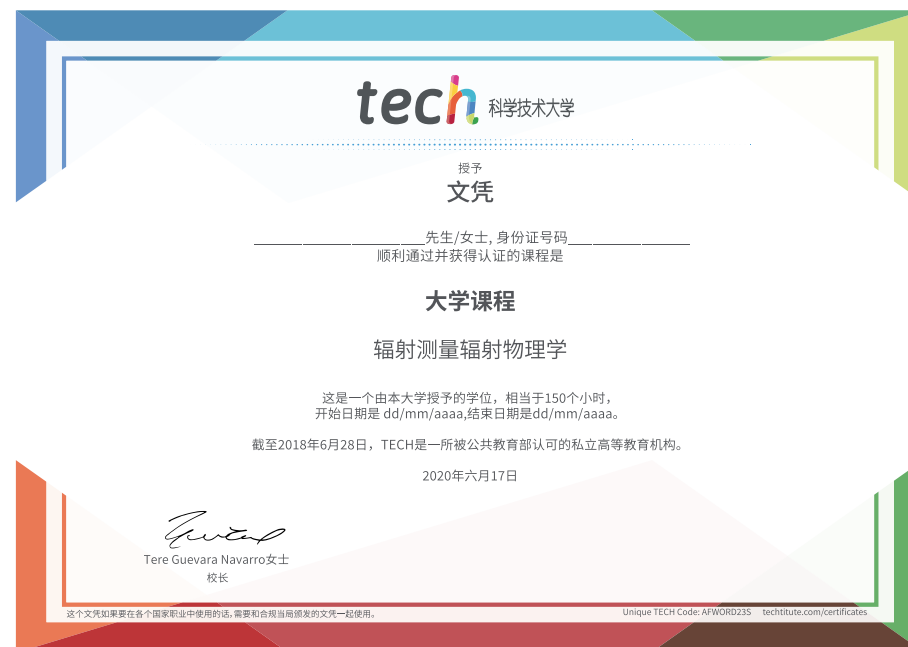 tech 科学技术大学
授予
文凭
先生/女士, 身份证号码
顺利通过并获得认证的课程是
大学课程
辐射测量辐射物理学
这是一个由本大学授予的学位，相当于150个小时，
开始日期是 dd/mm/aaaa,结束日期是dd/mm/aaaa。
截至2018年6月28日，TECH是一所被公共教育部认可的私立高等教育机构。
2020年六月17日
Tere Guevara Navarro女士
校长
这个文凭如果要在各个国家职业中使用的话,需要和合规当局颁发的文凭一起使用。
Unique TECH Code: AFWORD23S techtitute.com/certificates